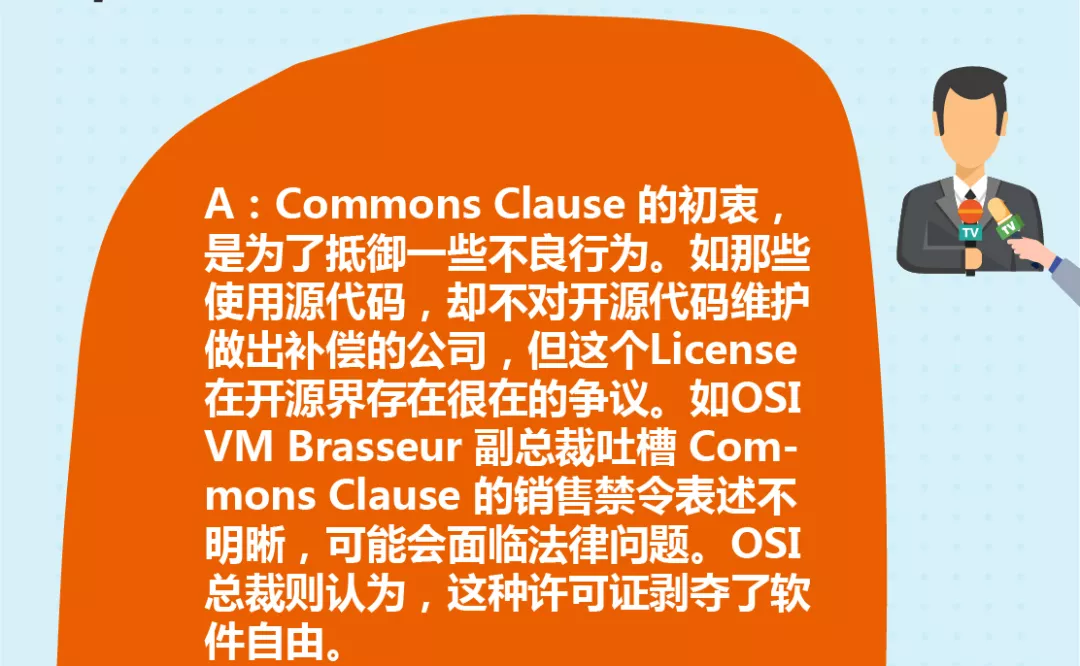 A：Commons Clause 的初衷，
是为了抵御一些不良行为。如那些
使用源代码，却不对开源代码维护
做出补偿的公司，但这个License
在开源界存在很在的争议。如OSI
VM Brasseur 副总裁吐槽 Com-
mons Clause 的销售禁令表述不
明晰，可能会面临法律问题。OSI
总裁则认为，这种许可证剥夺了软
件自由。
TV
TV